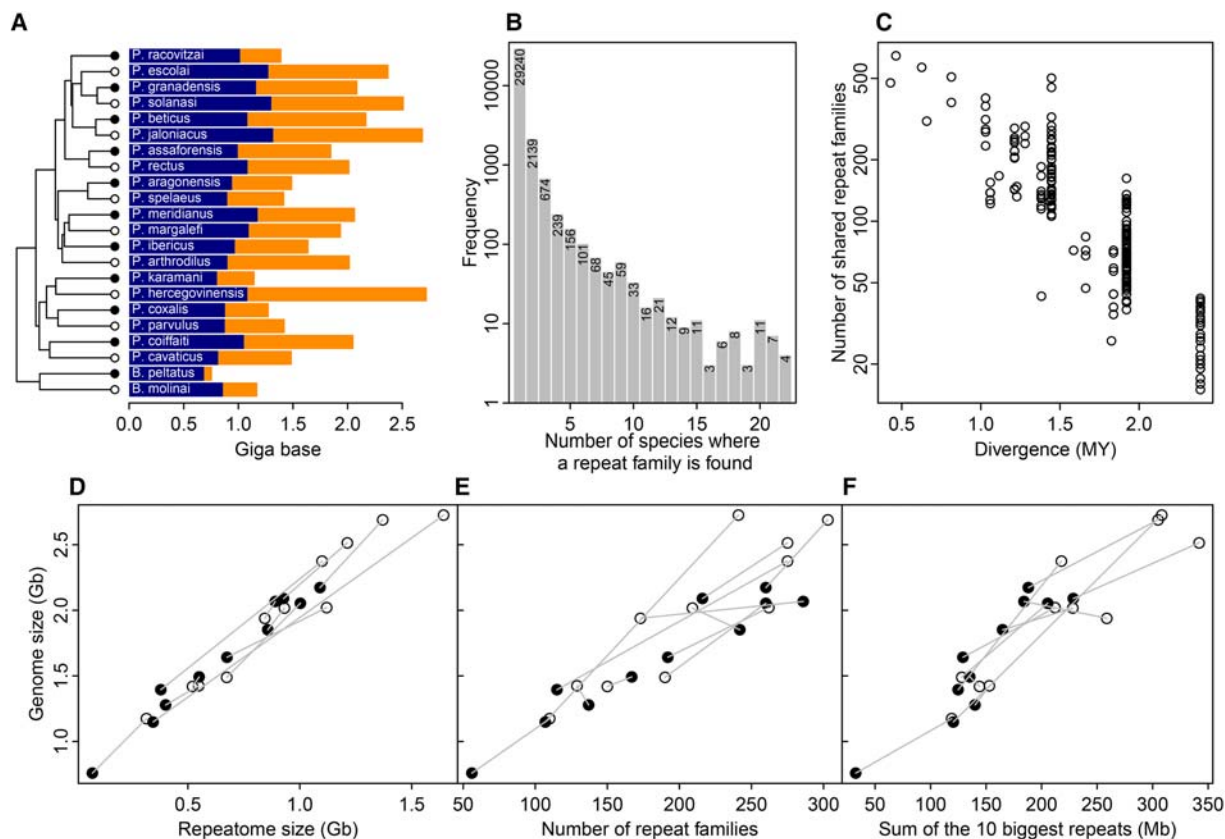 A
P. racovitzai
P. escolai
P. granadensis
P. solanasi
P. beticus
P. jaloniacus
P. assaforensis
P. rectus
P. aragonensis
P. spelaeus
P. meridianus
P. margalefi
P. ibericus
P. arthrodilus
P. karamani
P. hercegovinensis
P. coxalis
P. parvulus
P. coiffaiti
P. cavaticus
B. peltatus
B. molinai
0.0 0.5 1.0 1.5 2.0 2.5
Giga base
B
Frequency
1 10 100 1000 10000
29240
2139
674
239
156
101
68
45
59
33
16
21
12
9
11
3
6
8
3
11
7
4
5 10 15 20
Number of species where
a repeat family is found
C
Number of shared repeat families
20 50 100 200 500
0.5 1.0 1.5 2.0
Divergence (MY)
D
Genome size (Gb)
1.0 1.5 2.0 2.5
0.5 1.0 1.5
Repeatome size (Gb)
E
50 100 150 200 250 300
Number of repeat families
F
50 100 150 200 250 300 350
Sum of the 10 biggest repeats (Mb)